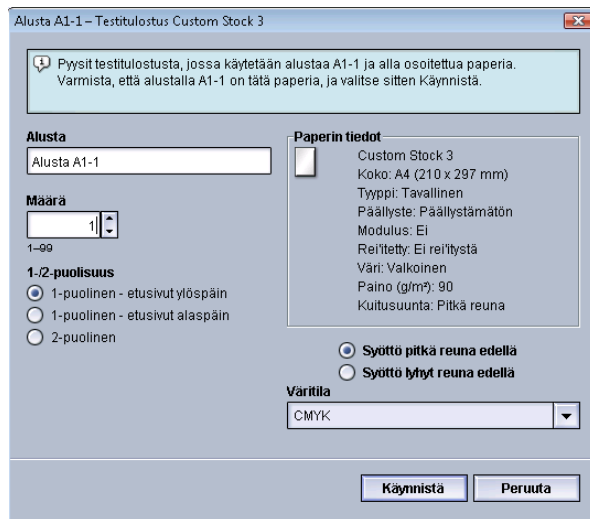 Alusta A1-1 – Testitulostus Custom Stock 3
Pyysit testitulostusta, jossa käytetään alustaa A1-1 ja alla osoitettua paperia.
Varmista, että alustalla A1-1 on tätä paperia, ja valitse sitten Käynnistä.
Alusta
Alusta A1-1
Määrä
1
1–99
1-/2-puolisuus
1-puolinen - etusivut ylöspäin
1-puolinen - etusivut alaspäin
2-puolinen
Paperin tiedot
Custom Stock 3
Koko: A4 (210 x 297 mm)
Tyyppi: Tavallinen
Päällyste: Päällystämätön
Modulus: Ei
Rei'itetty: Ei rei'itystä
Väri: Valkoinen
Paino (g/m²): 90
Kuitusuunta: Pitkä reuna
Syöttö pitkä reuna edellä
Syöttö lyhyt reuna edellä
Väritila
CMYK
Käynnistä
Peruuta